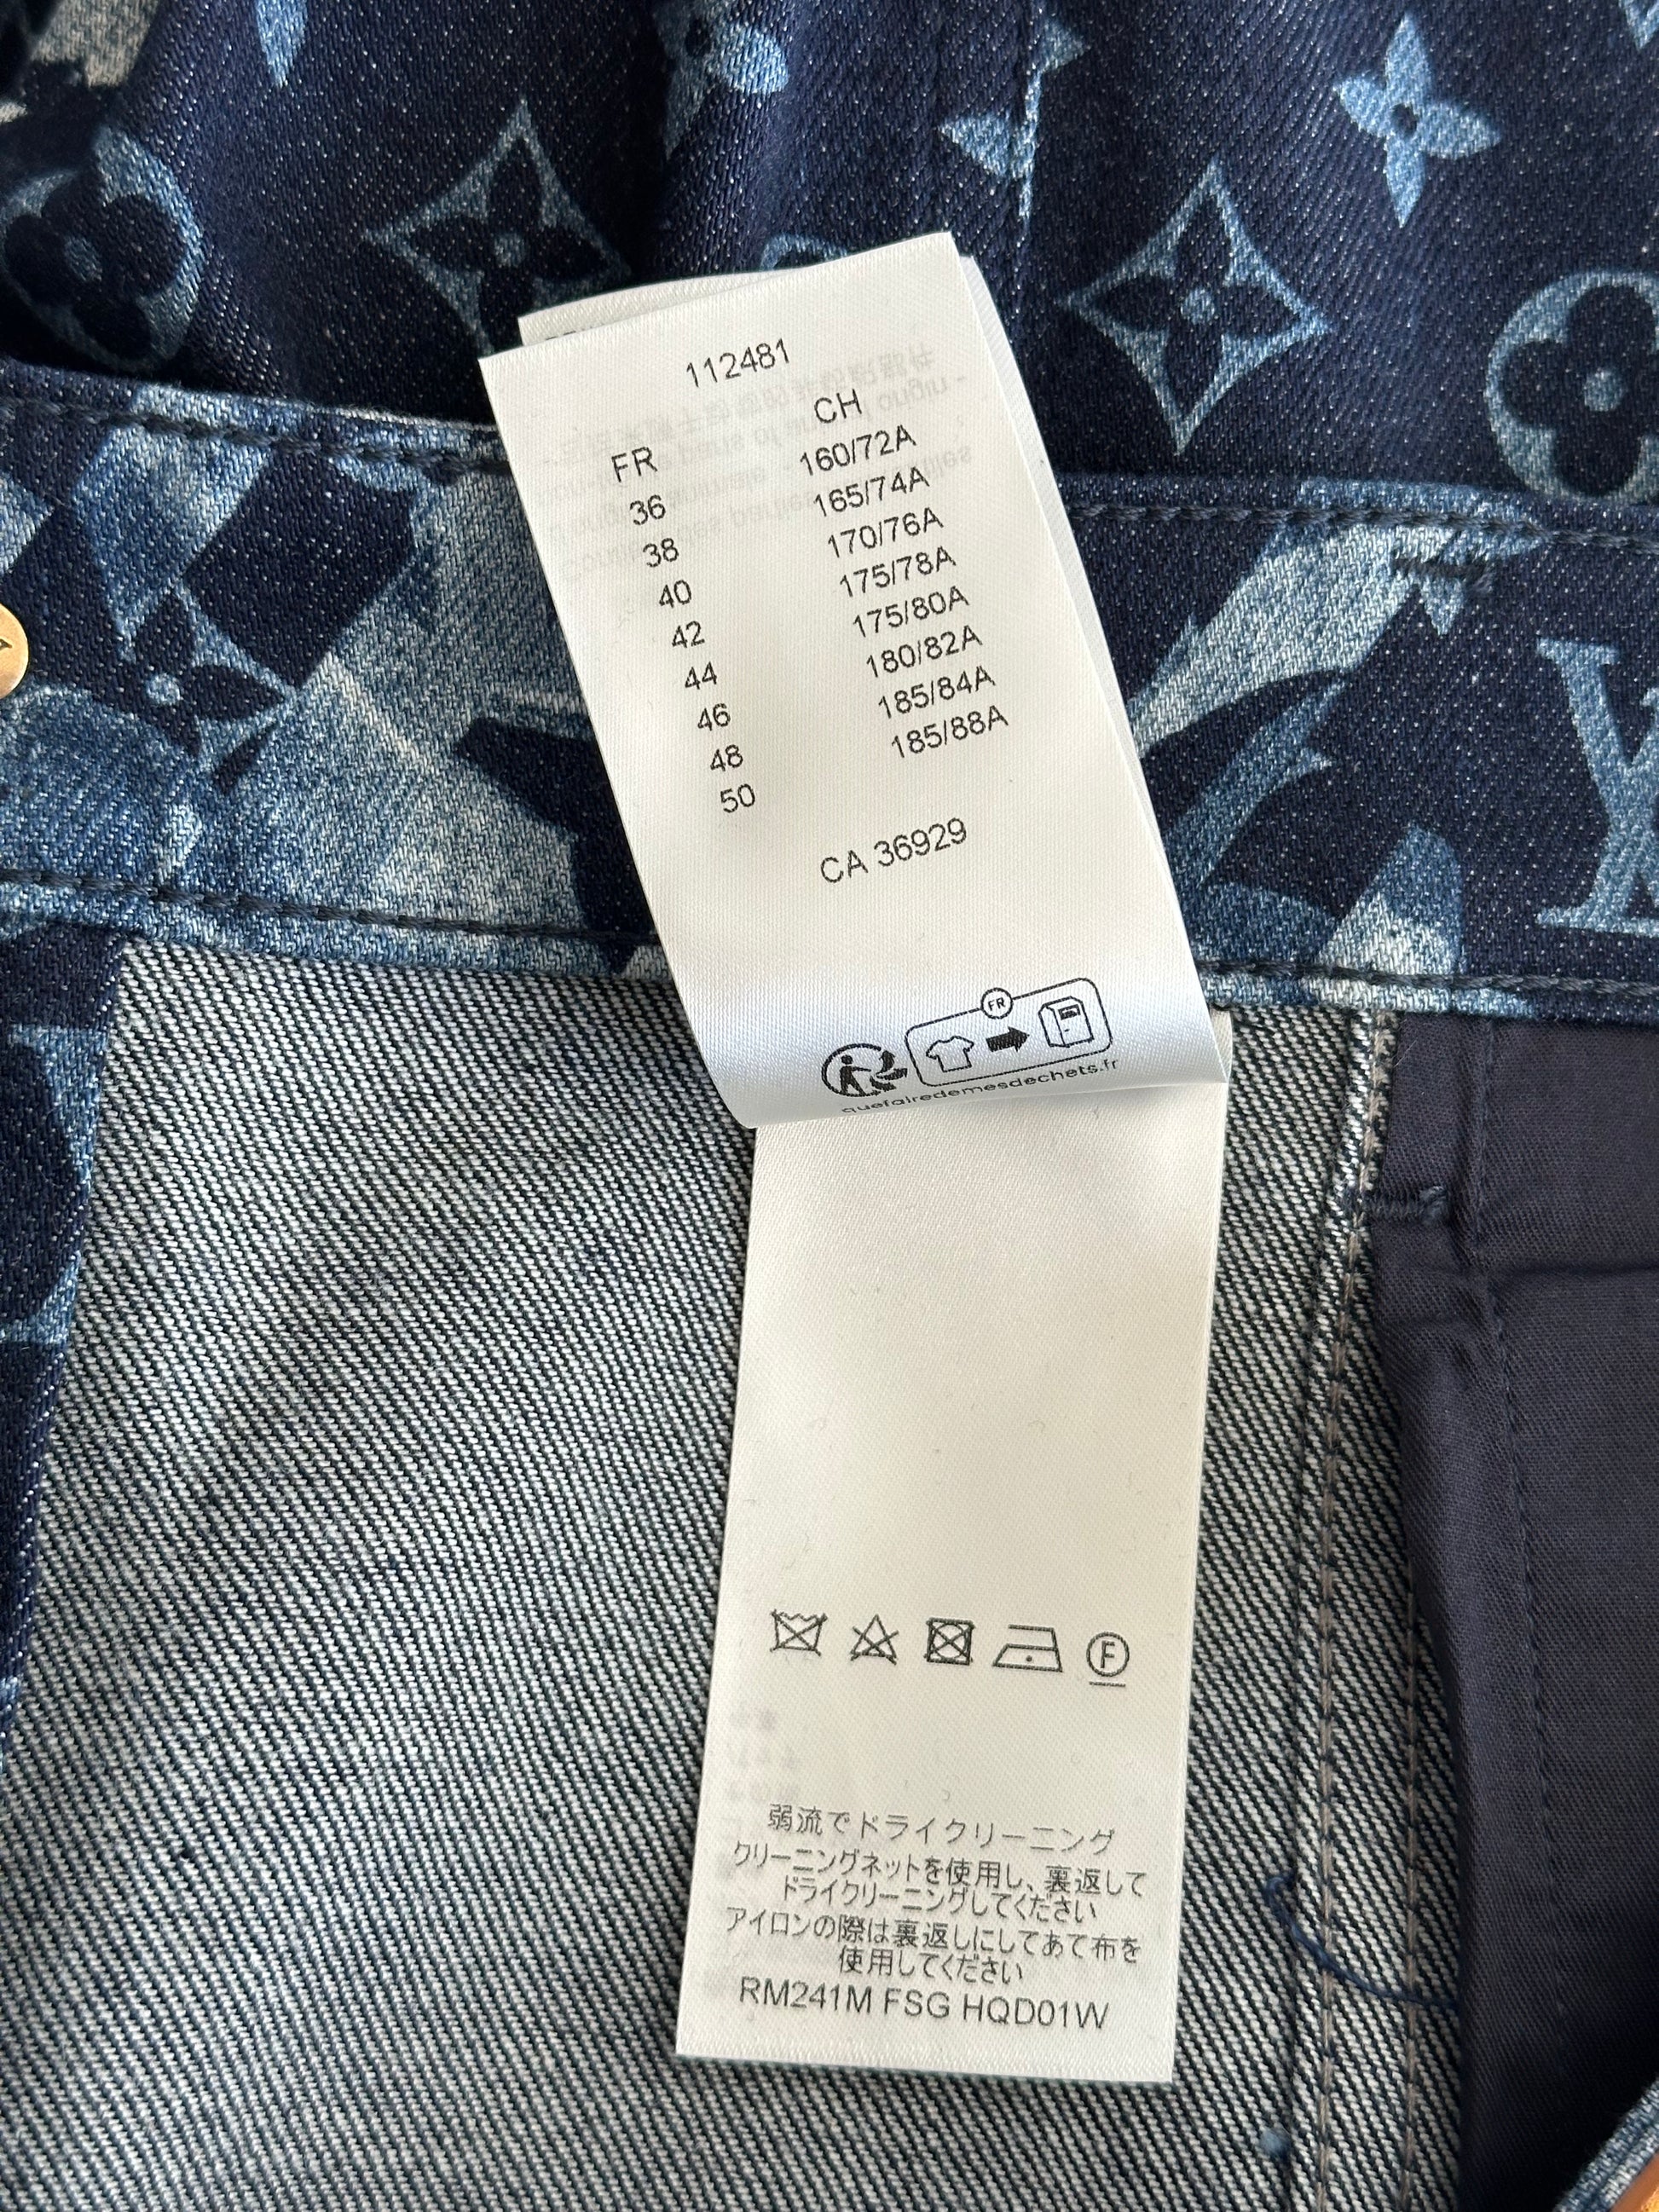 112481
FR CH
36 160/72A
38 165/74A
40 170/76A
42 175/78A
44 175/80A
46 180/82A
48 185/84A
50 185/88A
CA 36929
FR
quefairedemesdechets.fr
F
弱流でドライクリーニング
クリーニングネットを使用し、裏返して
ドライクリーニングしてください
アイロンの際は裏返しにしてあて布を
使用してください
RM241M FSG HQD01W